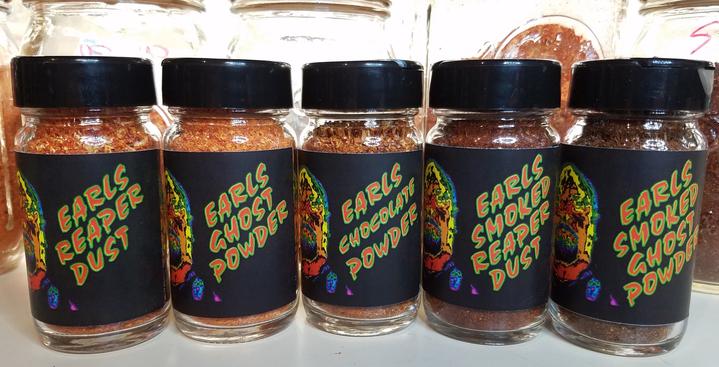 EARLS
REAPER
DUST
EARLS
GHOST
POWDER
EARLS
CHOCOLATE
POWDER
EARLS
SMOKED
REAPER
DUST
EARLS
SMOKED
GHOST
POWDER